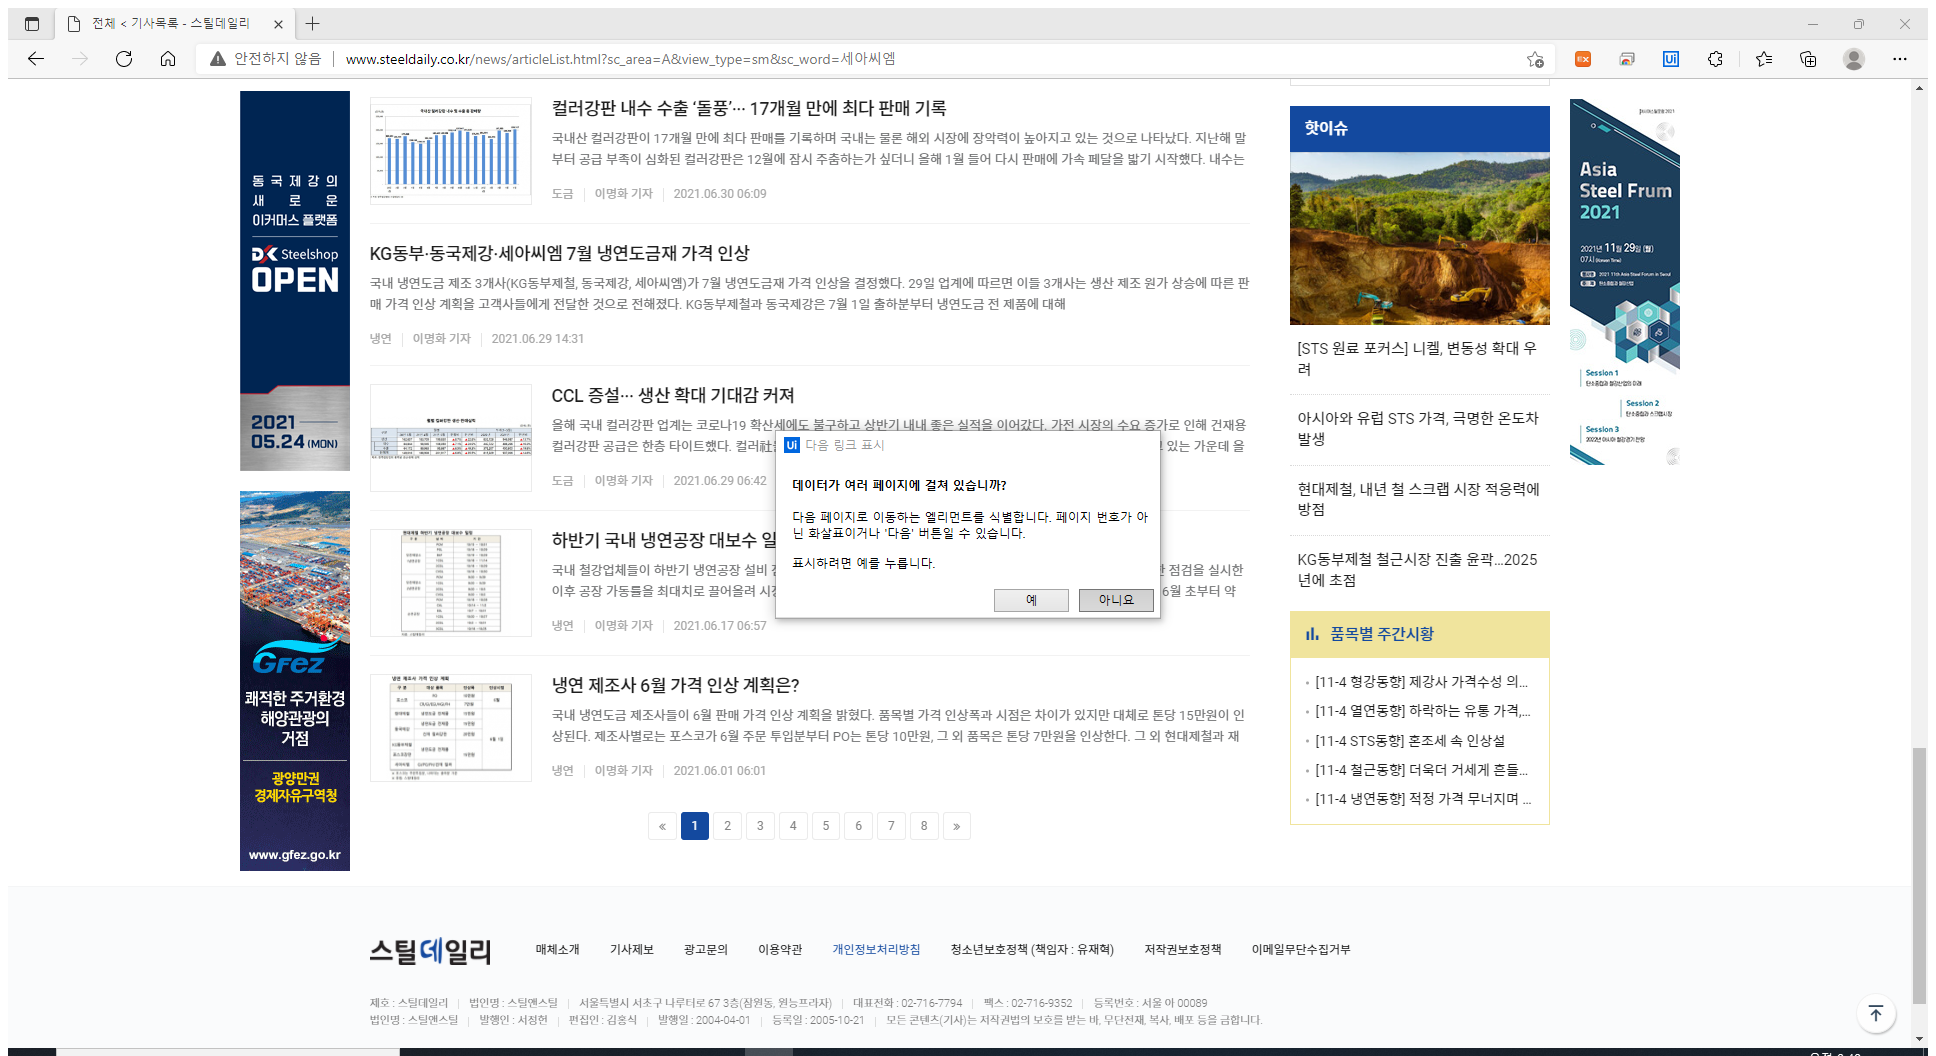 전체 < 기사목록 - 스틸데일리
안전하지 않음
www.steeldaily.co.kr/news/articleList.html?sc_area=A&view_type=sm&sc_word=세아씨엠
동국제강의
새로운
이커머스 플랫폼
DK Steelshop
OPEN
2021
05.24 (MON)
GFEZ
쾌적한 주거환경
해양관광의
거점
광양만권
경제자유구역청
www.gfez.go.kr
컬러강판 내수 수출 ‘돌풍’… 17개월 만에 최다 판매 기록
국내산 컬러강판이 17개월 만에 최다 판매를 기록하며 국내는 물론 해외 시장에 장악력이 높아지고 있는 것으로 나타났다. 지난해 말
부터 공급 부족이 심화된 컬러강판은 12월에 잠시 주춤하는가 싶더니 올해 1월 들어 다시 판매에 가속 페달을 밟기 시작했다. 내수는
도금 이명화 기자 2021.06.30 06:09
KG동부·동국제강·세아씨엠 7월 냉연도금재 가격 인상
국내 냉연도금 제조 3개사(KG동부제철, 동국제강, 세아씨엠)가 7월 냉연도금재 가격 인상을 결정했다. 29일 업계에 따르면 이들 3개사는 생산 제조 원가 상승에 따른 판
매 가격 인상 계획을 고객사들에게 전달한 것으로 전해졌다. KG동부제철과 동국제강은 7월 1일 출하분부터 냉연도금 전 제품에 대해
냉연 이명화 기자 2021.06.29 14:31
CCL 증설… 생산 확대 기대감 커져
올해 국내 컬러강판 업계는 코로나19 확산세에도 불구하고 상반기 내내 좋은 실적을 이어갔다. 가전 시장의 수요 증가로 인해 건재용
컬러강판 공급은 한층 타이트했다. 컬러社 고 있는 가운데 올
도금 이명화 기자 2021.06.29 06:42
하반기 국내 냉연공장 대보수 일
국내 철강업체들이 하반기 냉연공장 설비 점 점검을 실시한
이후 공장 가동률을 최대치로 끌어올려 시장 6월 초부터 약
냉연 이명화 기자 2021.06.17 06:57
냉연 제조사 6월 가격 인상 계획은?
국내 냉연도금 제조사들이 6월 판매 가격 인상 계획을 밝혔다. 품목별 가격 인상폭과 시점은 차이가 있지만 대체로 톤당 15만원이 인
상된다. 제조사별로는 포스코가 6월 주문 투입분부터 PO는 톤당 10만원, 그 외 품목은 톤당 7만원을 인상한다. 그 외 현대제철과 재
냉연 이명화 기자 2021.06.01 06:01
« 1 2 3 4 5 6 7 8 »
Ui 다음 링크 표시
데이터가 여러 페이지에 걸쳐 있습니까?
다음 페이지로 이동하는 엘리먼트를 식별합니다. 페이지 번호가 아
닌 화살표이거나 '다음' 버튼일 수 있습니다.
표시하려면 예를 누릅니다.
예 아니요
핫이슈
[STS 원료 포커스] 니켈, 변동성 확대 우
려
아시아와 유럽 STS 가격, 극명한 온도차
발생
현대제철, 내년 철 스크랩 시장 적응력에
방점
KG동부제철 철근시장 진출 윤곽...2025
년에 초점
품목별 주간시황
[11-4 형강동향] 제강사 가격수성 의...
[11-4 열연동향] 하락하는 유통 가격,...
[11-4 STS동향] 혼조세 속 인상설
[11-4 철근동향] 더욱더 거세게 흔들...
[11-4 냉연동향] 적정 가격 무너지며 ...
Asia
Steel Frum
2021
2021년 11월 29일 (월)
07시 (Korean Time)
2021 11th Asia Steel Forum in Seoul
Session 1
탄소중립과 철강산업의 미래
Session 2
탄소중립과 스크랩시장
Session 3
2022년 아시아 철강경기 전망
스틸데일리
매체소개 기사제보 광고문의 이용약관 개인정보처리방침 청소년보호정책 (책임자 : 유재혁) 저작권보호정책 이메일무단수집거부
제호 : 스틸데일리 법인명 : 스틸앤스틸 서울특별시 서초구 나루터로 67 3층(잠원동, 원능프라자) 대표전화 : 02-716-7794 팩스 : 02-716-9352 등록번호 : 서울 아 00089
법인명 : 스틸앤스틸 발행인 : 서정헌 편집인 : 김홍식 발행일 : 2004-04-01 등록일 : 2005-10-21 모든 콘텐츠(기사)는 저작권법의 보호를 받는 바, 무단전재, 복사, 배포 등을 금합니다.